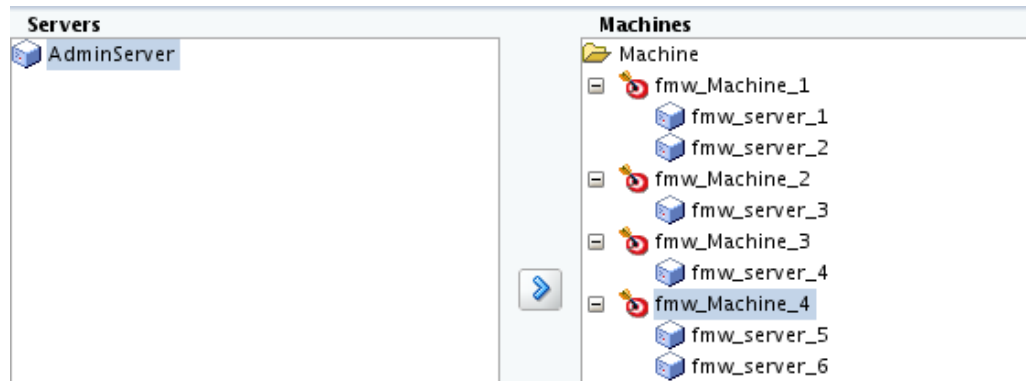 Servers
AdminServer
Machines
Machine
fmw_Machine_1
fmw_server_1
fmw_server_2
fmw_Machine_2
fmw_server_3
fmw_Machine_3
fmw_server_4
fmw_Machine_4
fmw_server_5
fmw_server_6